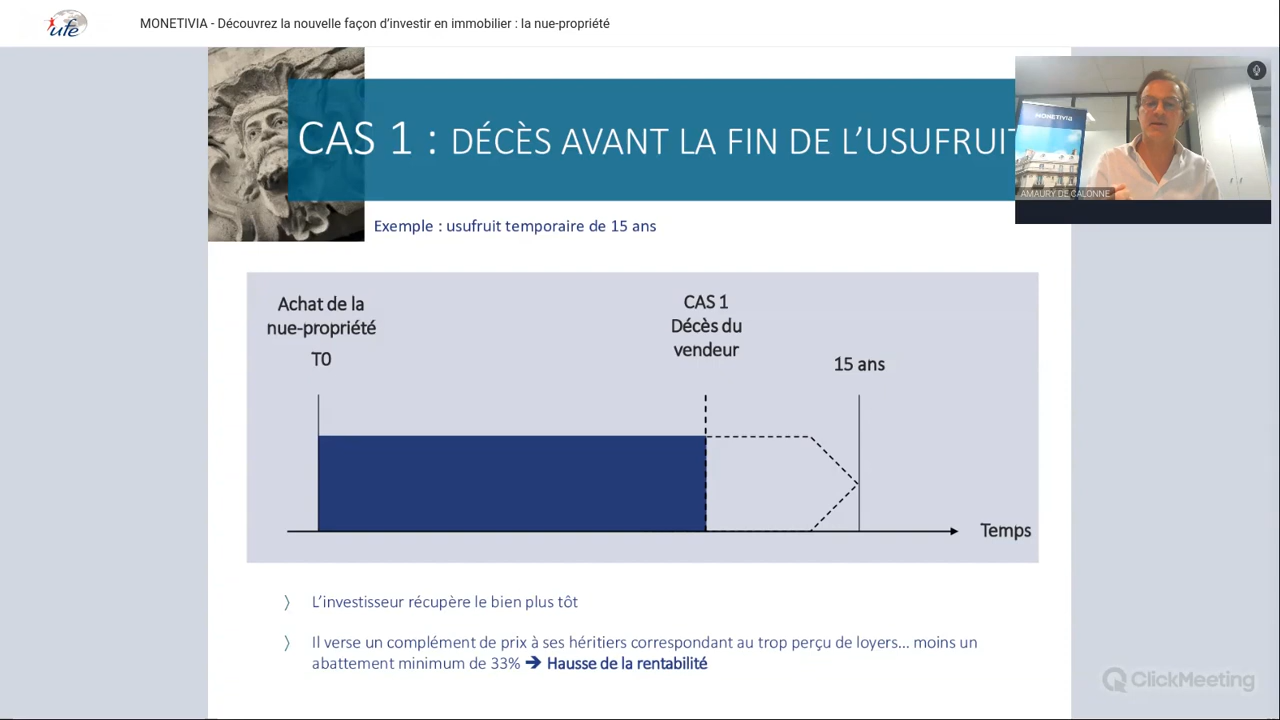 ufe
MONETIVIA - Découvrez la nouvelle façon d'investir en immobilier : la nue-propriété
CAS 1 : DÉCÈS AVANT LA FIN DE L'USUFRUIT
MONETIVIA
AMAURY DE CALONNE
Exemple : usufruit temporaire de 15 ans
Achat de la
nue-propriété
T0
CAS 1
Décès du
vendeur
15 ans
Temps
〉 L'investisseur récupère le bien plus tôt
〉 Il verse un complément de prix à ses héritiers correspondant au trop perçu de loyers... moins un
abattement minimum de 33% ➔ Hausse de la rentabilité
ClickMeeting